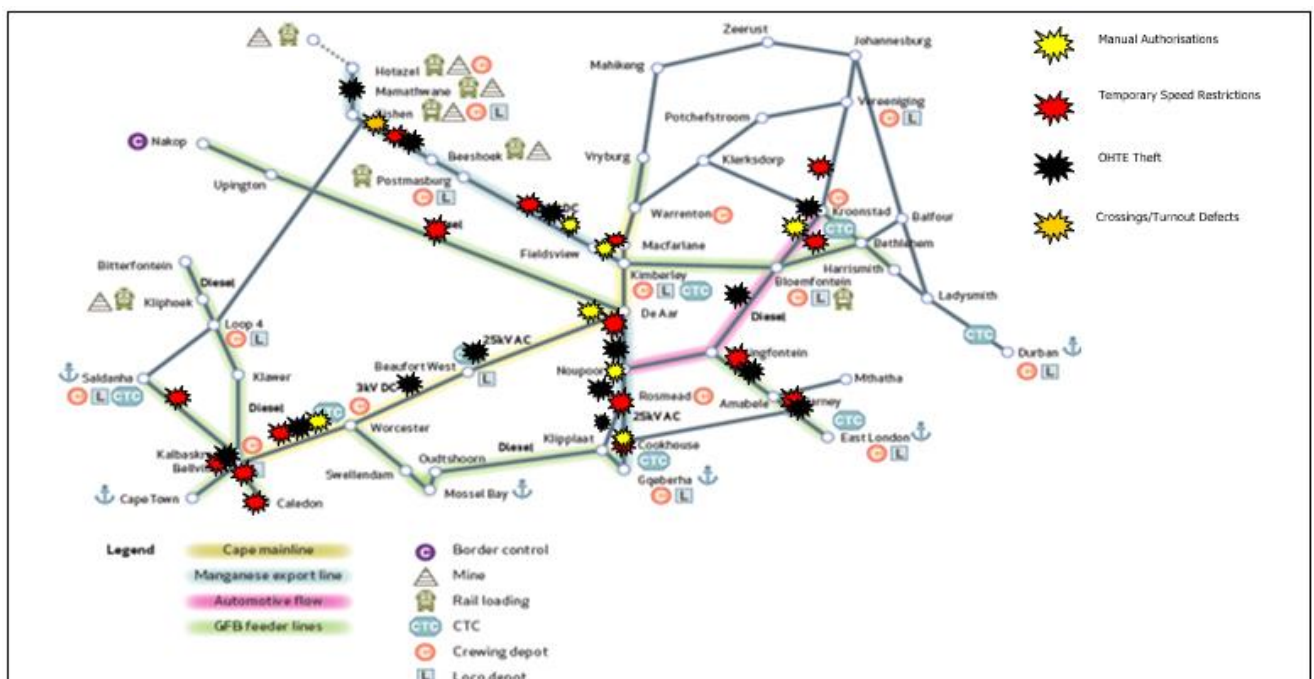 Zeerust
Johannesburg
Mahikeng
Vereeniging
C L
Hotazel C
Mamathwane
C L
Potchefstroom
C Nakop
Beeshoek
Vryburg
Klerksdorp
Upington
Postmasburg
C L
Warrenton C
C
Kroonstad
CTC
Balfour
Bethlehem
Fieldsview
Macfarlane
Bitterfontein
Diesel
Kliphoek
Kimberley
C L CTC
Harrismith
Bloemfontein
C L
Ladysmith
De Aar
Diesel
Loop 4
C L
CTC
Durban
C L
25kV AC
Beaufort West
L
Saldanha
C L CTC
Klawer
3kV DC
Noupoort
Mthatha
Rosmead C
Amabele
Diesel
CTC
C
Worcester
25kV AC
CTC
East London
C L
Klipplaat
Diesel
Cookhouse
CTC
C
Swellendam
Oudtshoorn
Gqeberha
C L
Cape Town
Caledon
Mossel Bay
Manual Authorisations
Temporary Speed Restrictions
OHTE Theft
Crossings/Turnout Defects
Legend
Cape mainline
Manganese export line
Automotive flow
GFB feeder lines
C Border control
Mine
Rail loading
CTC CTC
C Crewing depot
L Loco depot